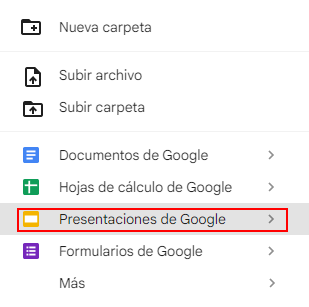 Nueva carpeta
Subir archivo
Subir carpeta
Documentos de Google
Hojas de cálculo de Google
Presentaciones de Google
Formularios de Google
Más